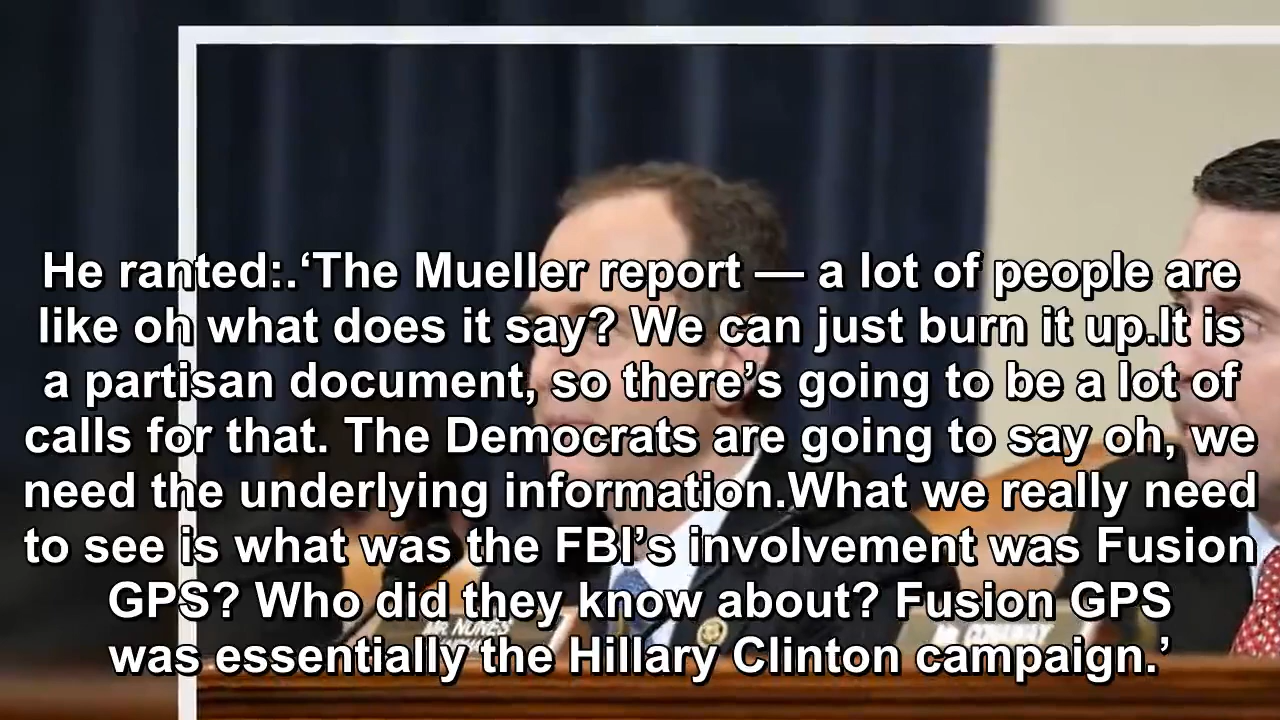 He ranted:.‘The Mueller report — a lot of people are
like oh what does it say? We can just burn it up.It is
a partisan document, so there’s going to be a lot of
calls for that. The Democrats are going to say oh, we
need the underlying information.What we really need
to see is what was the FBI’s involvement was Fusion
GPS? Who did they know about? Fusion GPS
MR. NUNES
was essentially the Hillary Clinton campaign.’